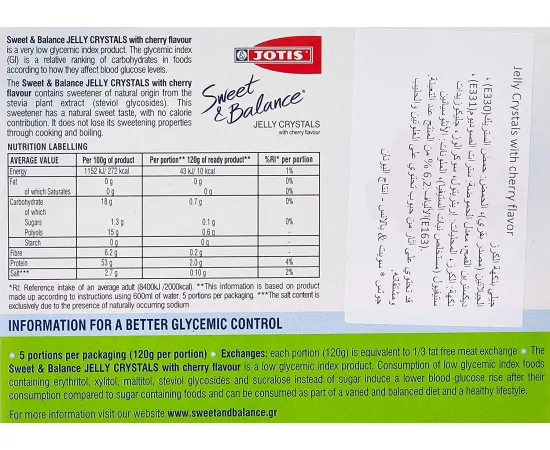 Sweet & Balance JELLY CRYSTALS with cherry flavour
is a very low glycemic index product. The glycemic index
(GI) is a relative ranking of carbohydrates in foods
according to how they affect blood glucose levels.
The Sweet & Balance JELLY CRYSTALS with cherry
flavour contains sweetener of natural origin from the
stevia plant extract (steviol glycosides). This
sweetener has a natural sweet taste, with no caloric
contribution. It does not lose its sweetening properties
through cooking and boiling.
JOTIS
Sweet
& Balance®
JELLY CRYSTALS
with cherry flavour
NUTRITION LABELLING
AVERAGE VALUE Per 100g of product Per portion** 120g of ready product** %RI* per portion
Energy 1152 kJ/ 272 kcal 43 kJ/ 10 kcal 1%
Fat 0 g 0 g 0%
of which Saturates 0 g 0 g 0%
Carbohydrate 18 g 0.7 g 0%
of which
Sugars 1.3 g 0.1 g 0%
Polyols 15 g 0.6 g -
Starch 0 g 0 g -
Fibre 6.2 g 0.2 g -
Protein 53 g 2.0 g 4%
Salt*** 2.7 g 0.10 g 2%
*RI: Reference intake of an average adult (8400kJ /2000kcal). **This information is based on product
made up according to instructions using 600ml of water. 5 portions per packaging. ***The salt content is
exclusively due to the presence of naturally occurring sodium
Jelly Crystals with cherry flavor
جيلي بنكهة الكرز
INFORMATION FOR A BETTER GLYCEMIC CONTROL
• 5 portions per packaging (120g per portion) • Exchanges: each portion (120g) is equivalent to 1/3 fat free meat exchange • The
Sweet & Balance JELLY CRYSTALS with cherry flavour is a low glycemic index product. Consumption of low glycemic index foods
containing erythritol, xylitol, maltitol, steviol glycosides and sucralose instead of sugar induce a lower blood glucose rise after their
consumption compared to sugar containing foods and can be consumed as part of a varied and balanced diet and a healthy lifestyle.
For more information visit our website www.sweetandbalance.gr